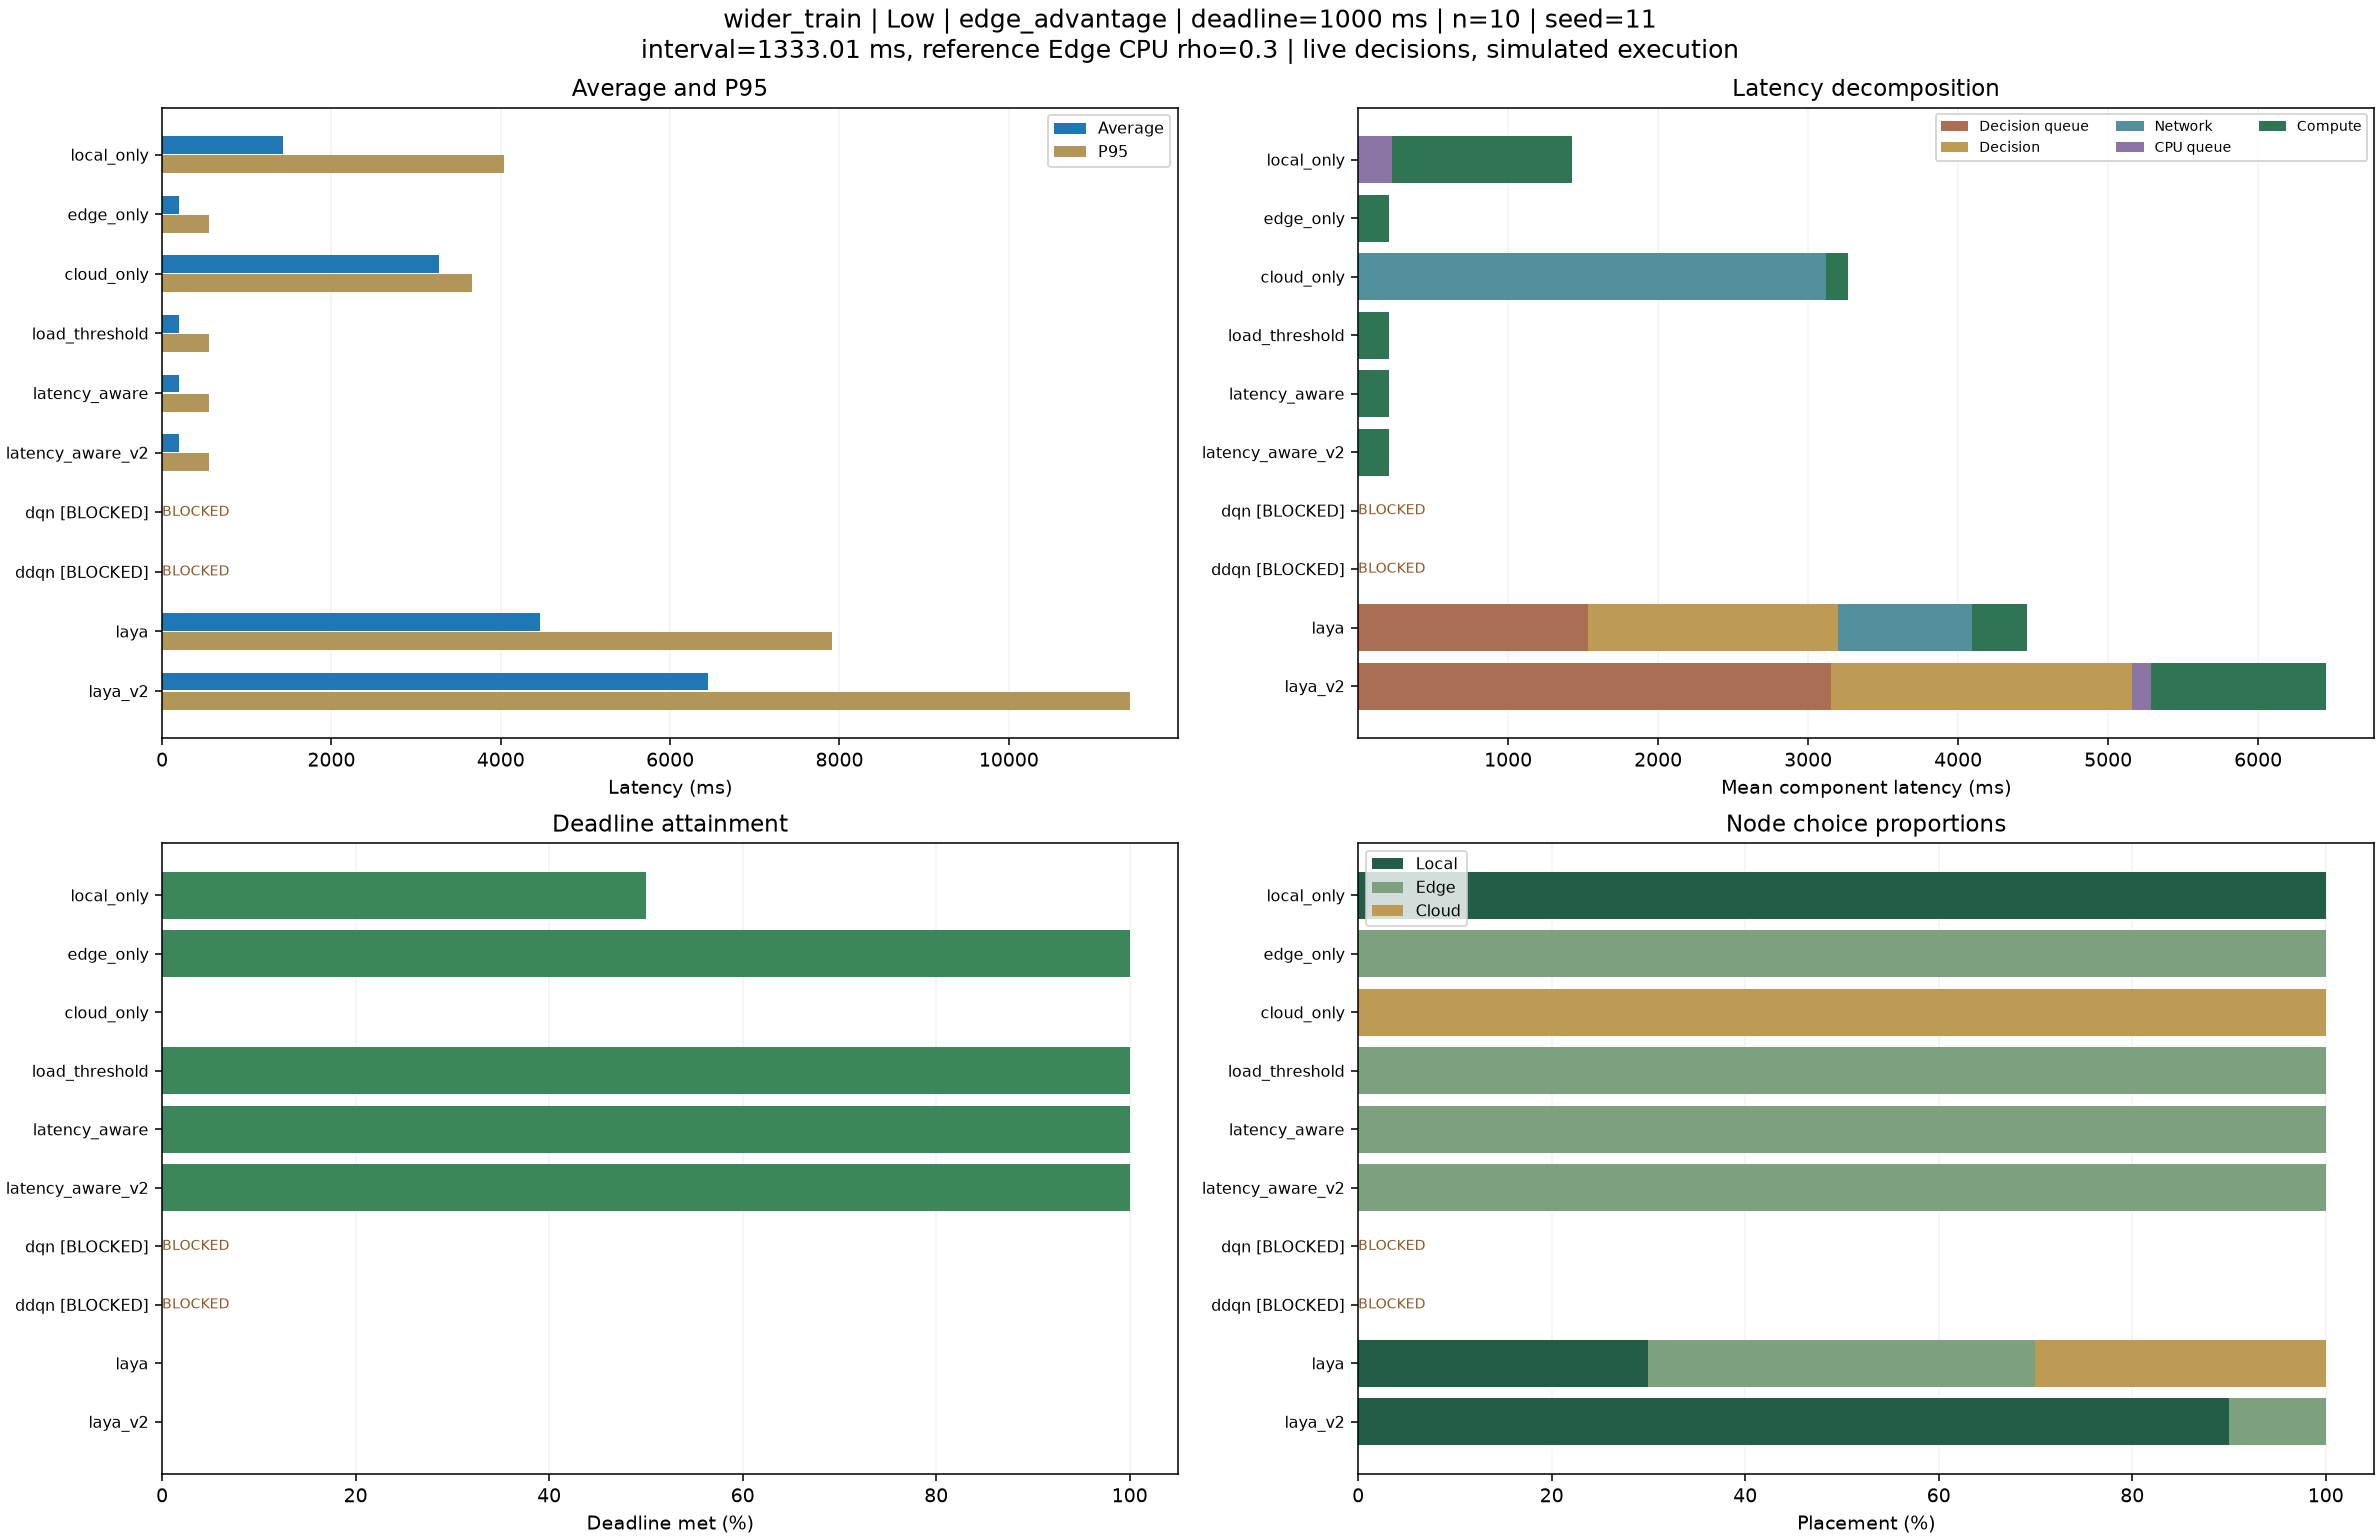 wider_train | Low | edge_advantage | deadline=1000 ms | n=10 | seed=11
interval=1333.01 ms, reference Edge CPU rho=0.3 | live decisions, simulated execution
Average and P95
Average
P95
local_only
edge_only
cloud_only
load_threshold
latency_aware
latency_aware_v2
dqn [BLOCKED] BLOCKED
ddqn [BLOCKED] BLOCKED
laya
laya_v2
0 2000 4000 6000 8000 10000
Latency (ms)
Latency decomposition
Decision queue Network Compute
Decision CPU queue
local_only
edge_only
cloud_only
load_threshold
latency_aware
latency_aware_v2
dqn [BLOCKED] BLOCKED
ddqn [BLOCKED] BLOCKED
laya
laya_v2
1000 2000 3000 4000 5000 6000
Mean component latency (ms)
Deadline attainment
local_only
edge_only
cloud_only
load_threshold
latency_aware
latency_aware_v2
dqn [BLOCKED] BLOCKED
ddqn [BLOCKED] BLOCKED
laya
laya_v2
0 20 40 60 80 100
Deadline met (%)
Node choice proportions
Local
Edge
Cloud
local_only
edge_only
cloud_only
load_threshold
latency_aware
latency_aware_v2
dqn [BLOCKED] BLOCKED
ddqn [BLOCKED] BLOCKED
laya
laya_v2
0 20 40 60 80 100
Placement (%)